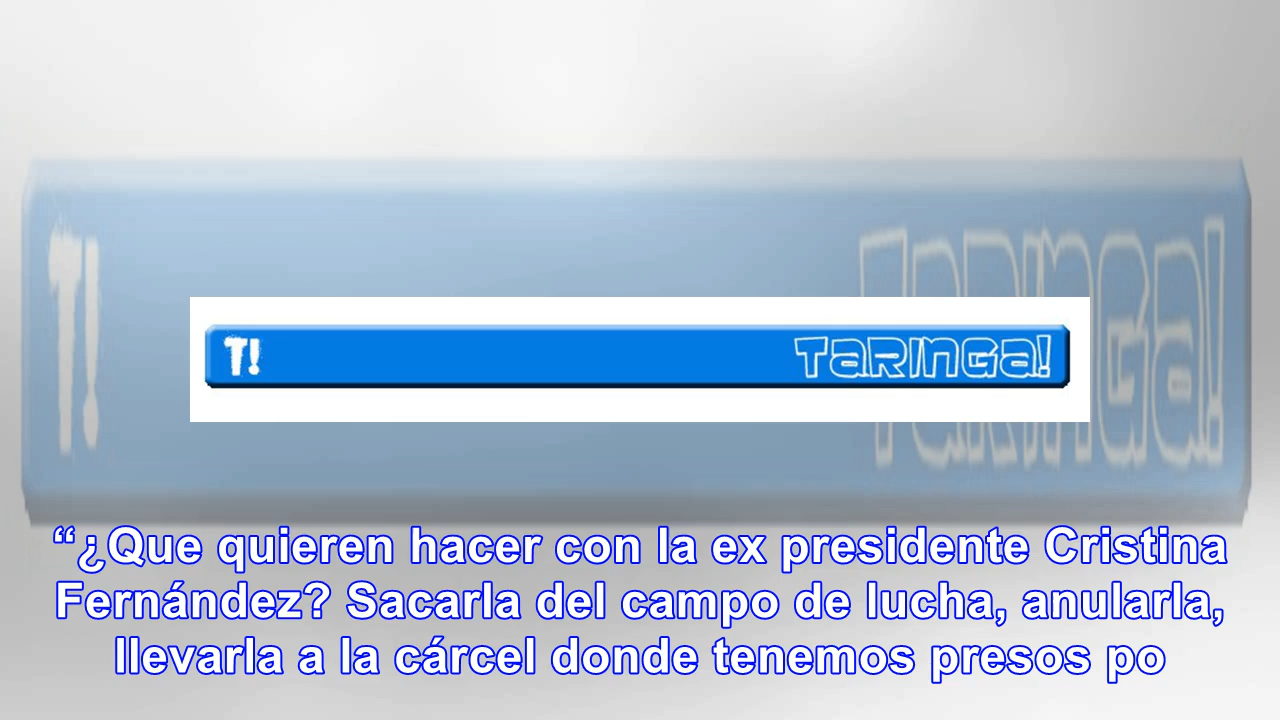 T! TaRINGa!
T! TaRINGa!
“¿Que quieren hacer con la ex presidente Cristina
Fernández? Sacarla del campo de lucha, anularla,
llevarla a la cárcel donde tenemos presos po